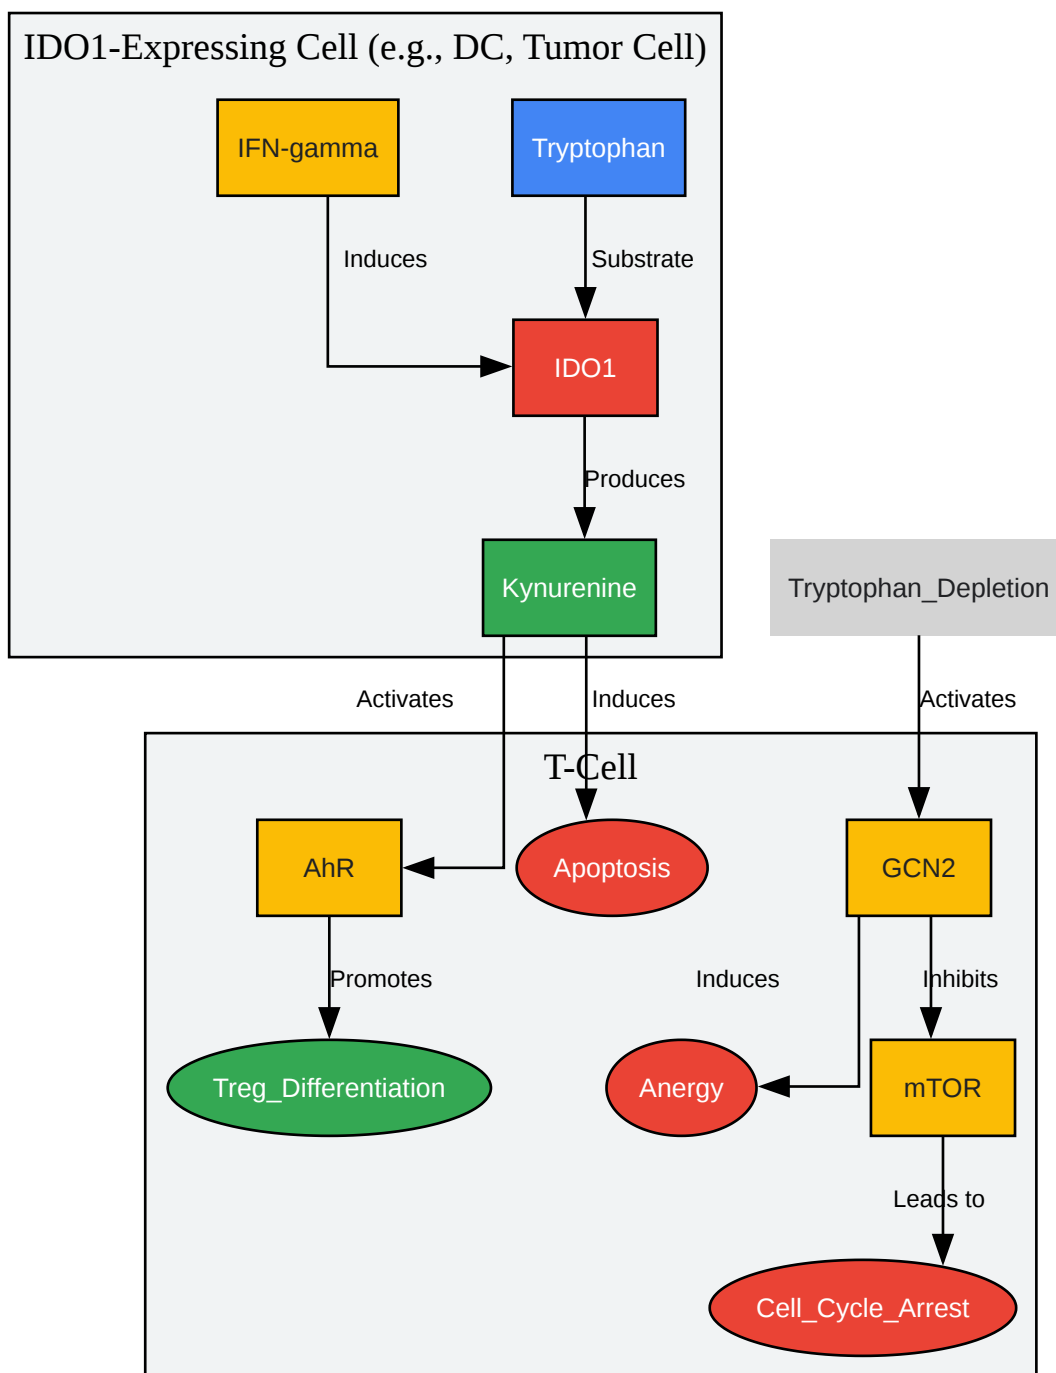 IDO1-Expressing Cell (e.g., DC, Tumor Cell)
IFN-gamma
Tryptophan
Induces
Substrate
IDO1
Produces
Kynurenine
Tryptophan_Depletion
Activates
Induces
Activates
T-Cell
AhR
Apoptosis
GCN2
Promotes
Induces
Inhibits
Treg_Differentiation
Anergy
mTOR
Leads to
Cell_Cycle_Arrest